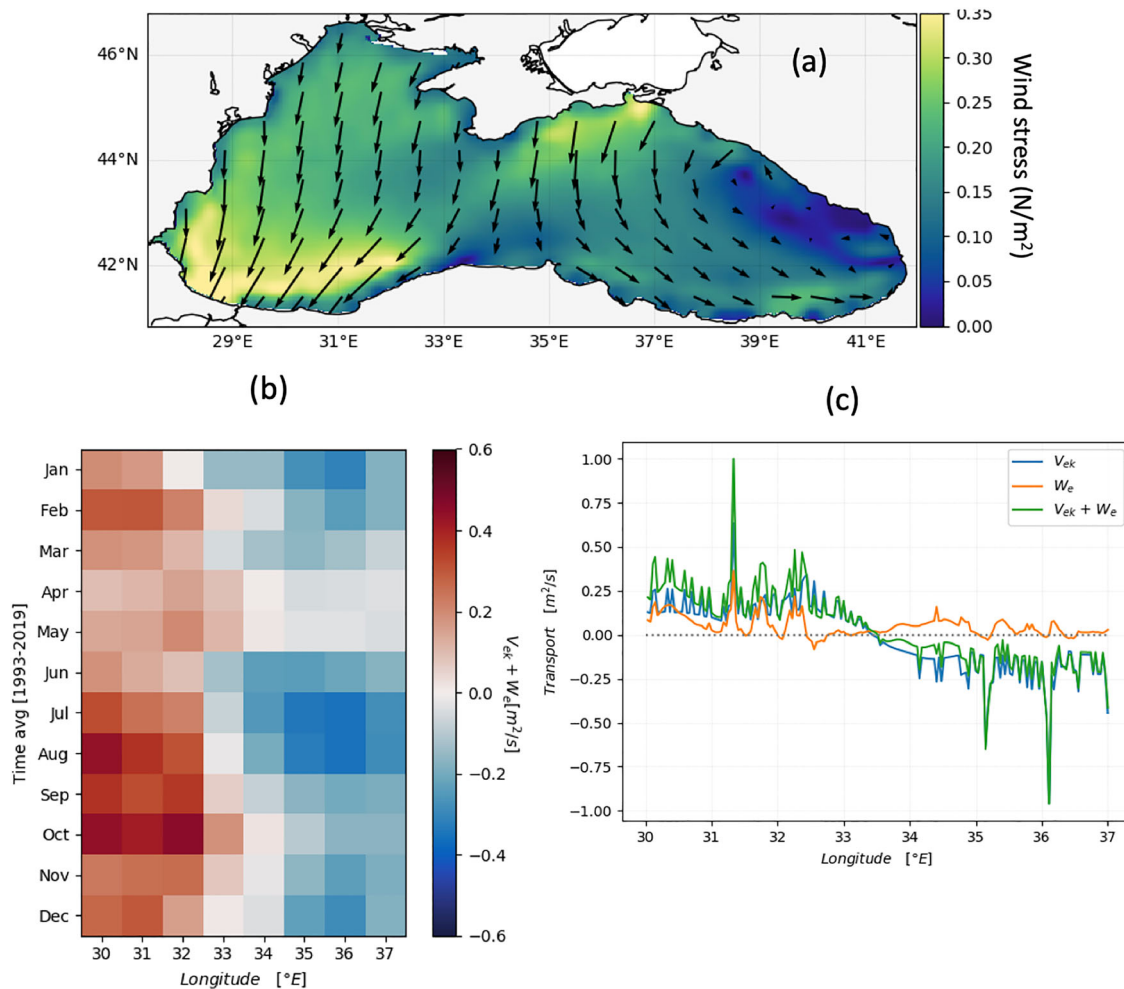 46°N
44°N
42°N
29°E 31°E 33°E 35°E 37°E 39°E 41°E
(a)
0.35
0.30
0.25
0.20
0.15
0.10
0.05
0.00
Wind stress (N/m²)
(b)
Time avg [1993-2019]
Jan
Feb
Mar
Apr
May
Jun
Jul
Aug
Sep
Oct
Nov
Dec
30 31 32 33 34 35 36 37
Longitude [°E]
0.6
0.4
0.2
0.0
−0.2
−0.4
−0.6
V_ek + W_e[m²/s]
(c)
Transport [m²/s]
1.00
0.75
0.50
0.25
0.00
−0.25
−0.50
−0.75
−1.00
V_ek
W_e
V_ek + W_e
30 31 32 33 34 35 36 37
Longitude [°E]